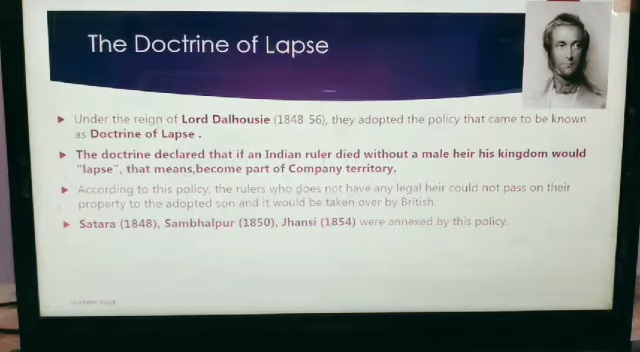 The Doctrine of Lapse
▶ Under the reign of Lord Dalhousie (1848-56), they adopted the policy that came to be known
as Doctrine of Lapse .
▶ The doctrine declared that if an Indian ruler died without a male heir his kingdom would
"lapse", that means,become part of Company territory.
▶ According to this policy, the rulers who does not have any legal heir could not pass on their
property to the adopted son and it would be taken over by British.
▶ Satara (1848), Sambhalpur (1850), Jhansi (1854) were annexed by this policy.